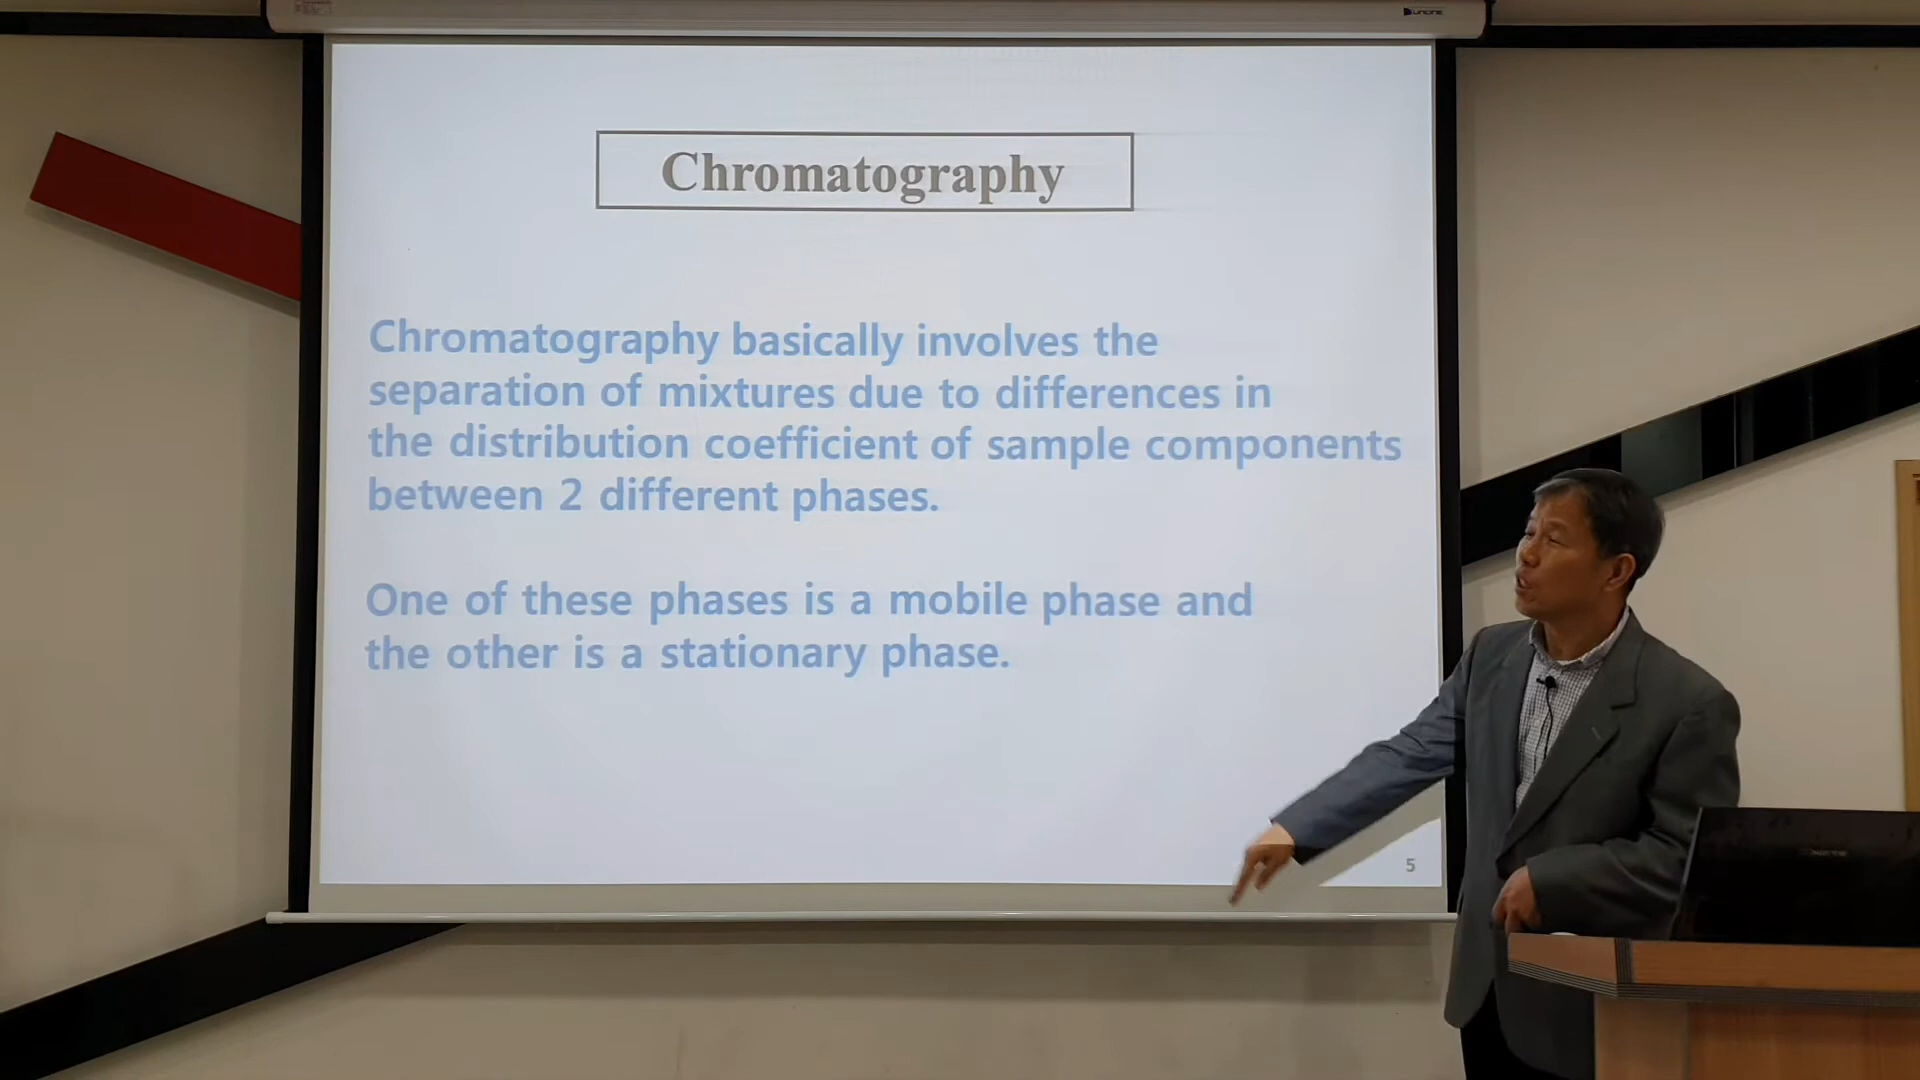 Chromatography
Chromatography basically involves the
separation of mixtures due to differences in
the distribution coefficient of sample components
between 2 different phases.
One of these phases is a mobile phase and
the other is a stationary phase.
5